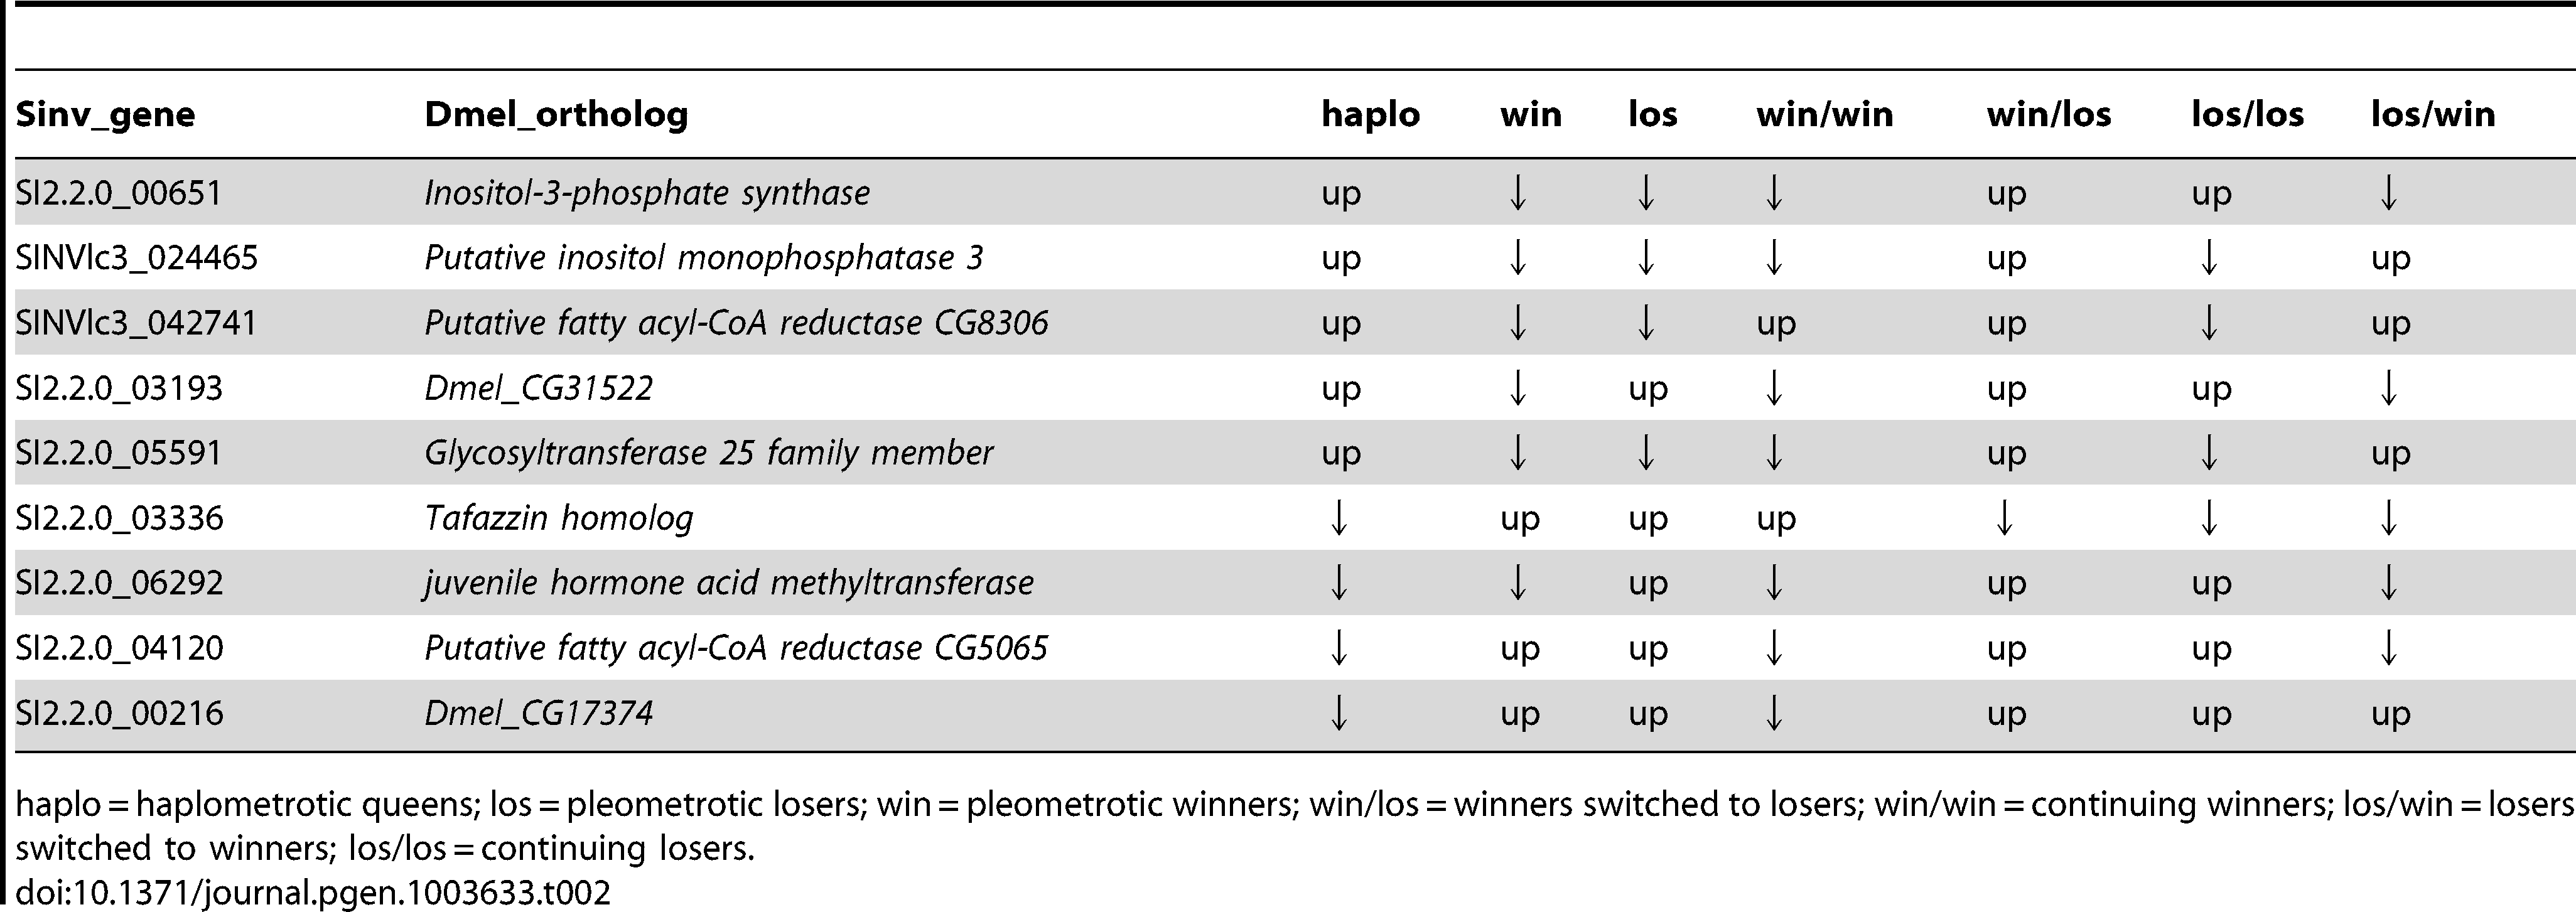 Sinv_gene Dmel_ortholog haplo win los win/win win/los los/los los/win
SI2.2.0_00651 Inositol-3-phosphate synthase up ↓ ↓ ↓ up up ↓
SINVlc3_024465 Putative inositol monophosphatase 3 up ↓ ↓ ↓ up ↓ up
SINVlc3_042741 Putative fatty acyl-CoA reductase CG8306 up ↓ ↓ up up ↓ up
SI2.2.0_03193 Dmel_CG31522 up ↓ up ↓ up up ↓
SI2.2.0_05591 Glycosyltransferase 25 family member up ↓ ↓ ↓ up ↓ up
SI2.2.0_03336 Tafazzin homolog ↓ up up up ↓ ↓ ↓
SI2.2.0_06292 juvenile hormone acid methyltransferase ↓ ↓ up ↓ up up ↓
SI2.2.0_04120 Putative fatty acyl-CoA reductase CG5065 ↓ up up ↓ up up ↓
SI2.2.0_00216 Dmel_CG17374 ↓ up up ↓ up up up
haplo = haplometrotic queens; los = pleometrotic losers; win = pleometrotic winners; win/los = winners switched to losers; win/win = continuing winners; los/win = losers
switched to winners; los/los = continuing losers.
doi:10.1371/journal.pgen.1003633.t002